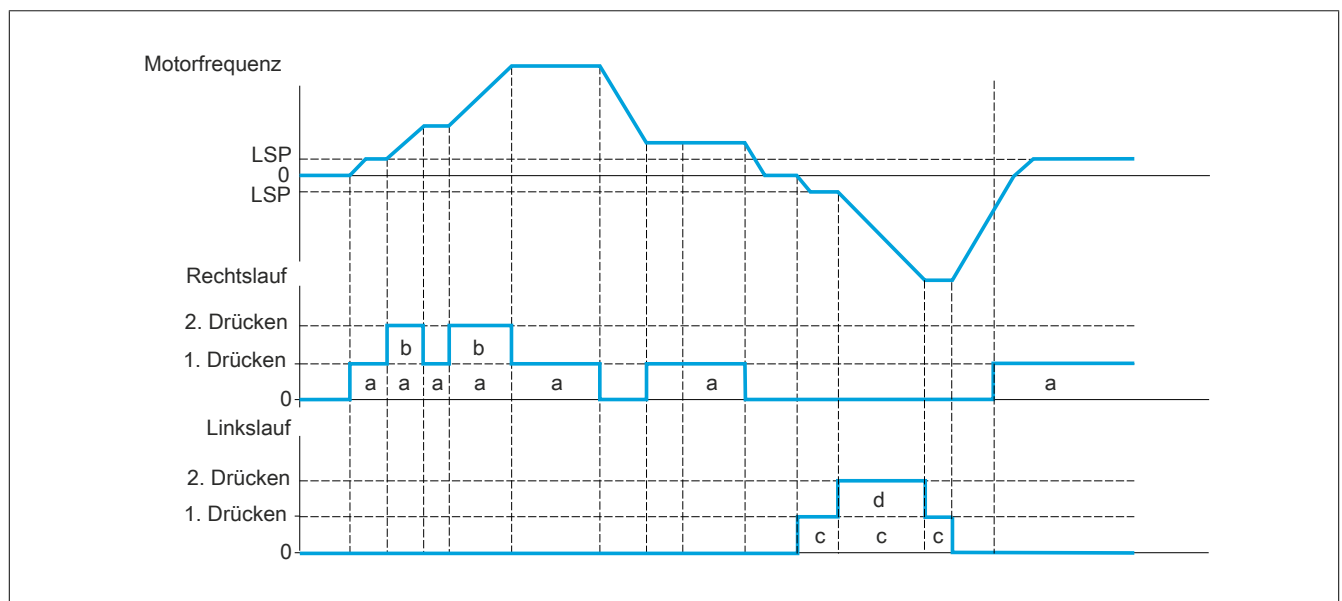 Motorfrequenz
LSP
0
LSP
Rechtslauf
2. Drücken
b b
1. Drücken
a a a a a a a
0
Linkslauf
2. Drücken
d
1. Drücken
c c c
0